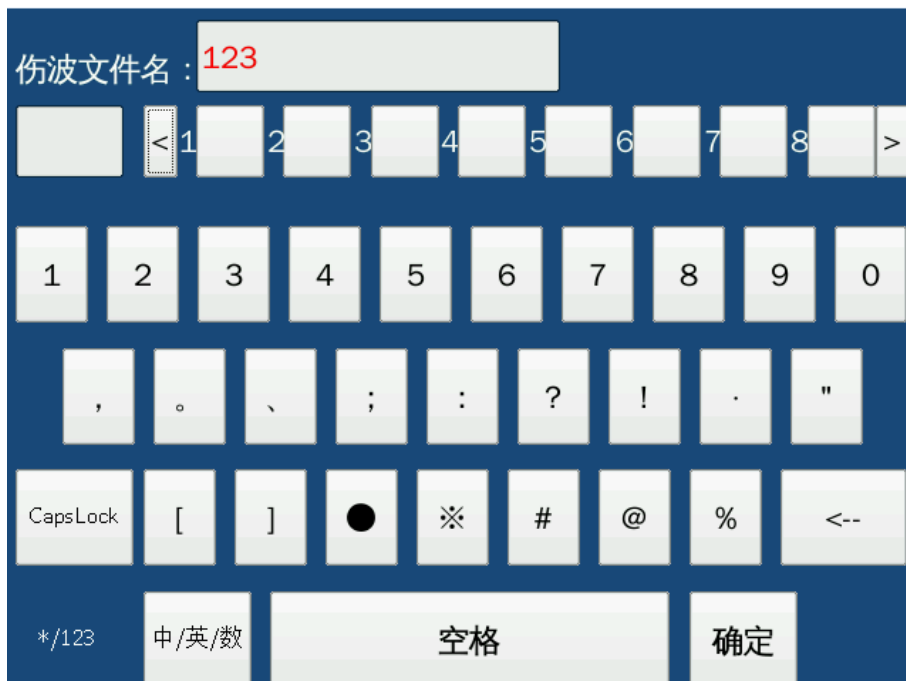 伤波文件名：123
< 1 2 3 4 5 6 7 8 >
1 2 3 4 5 6 7 8 9 0
， 。 、 ； ： ？ ！ · "
CapsLock [ ] ● ※ # @ % <--
*/123 中/英/数 空格 确定